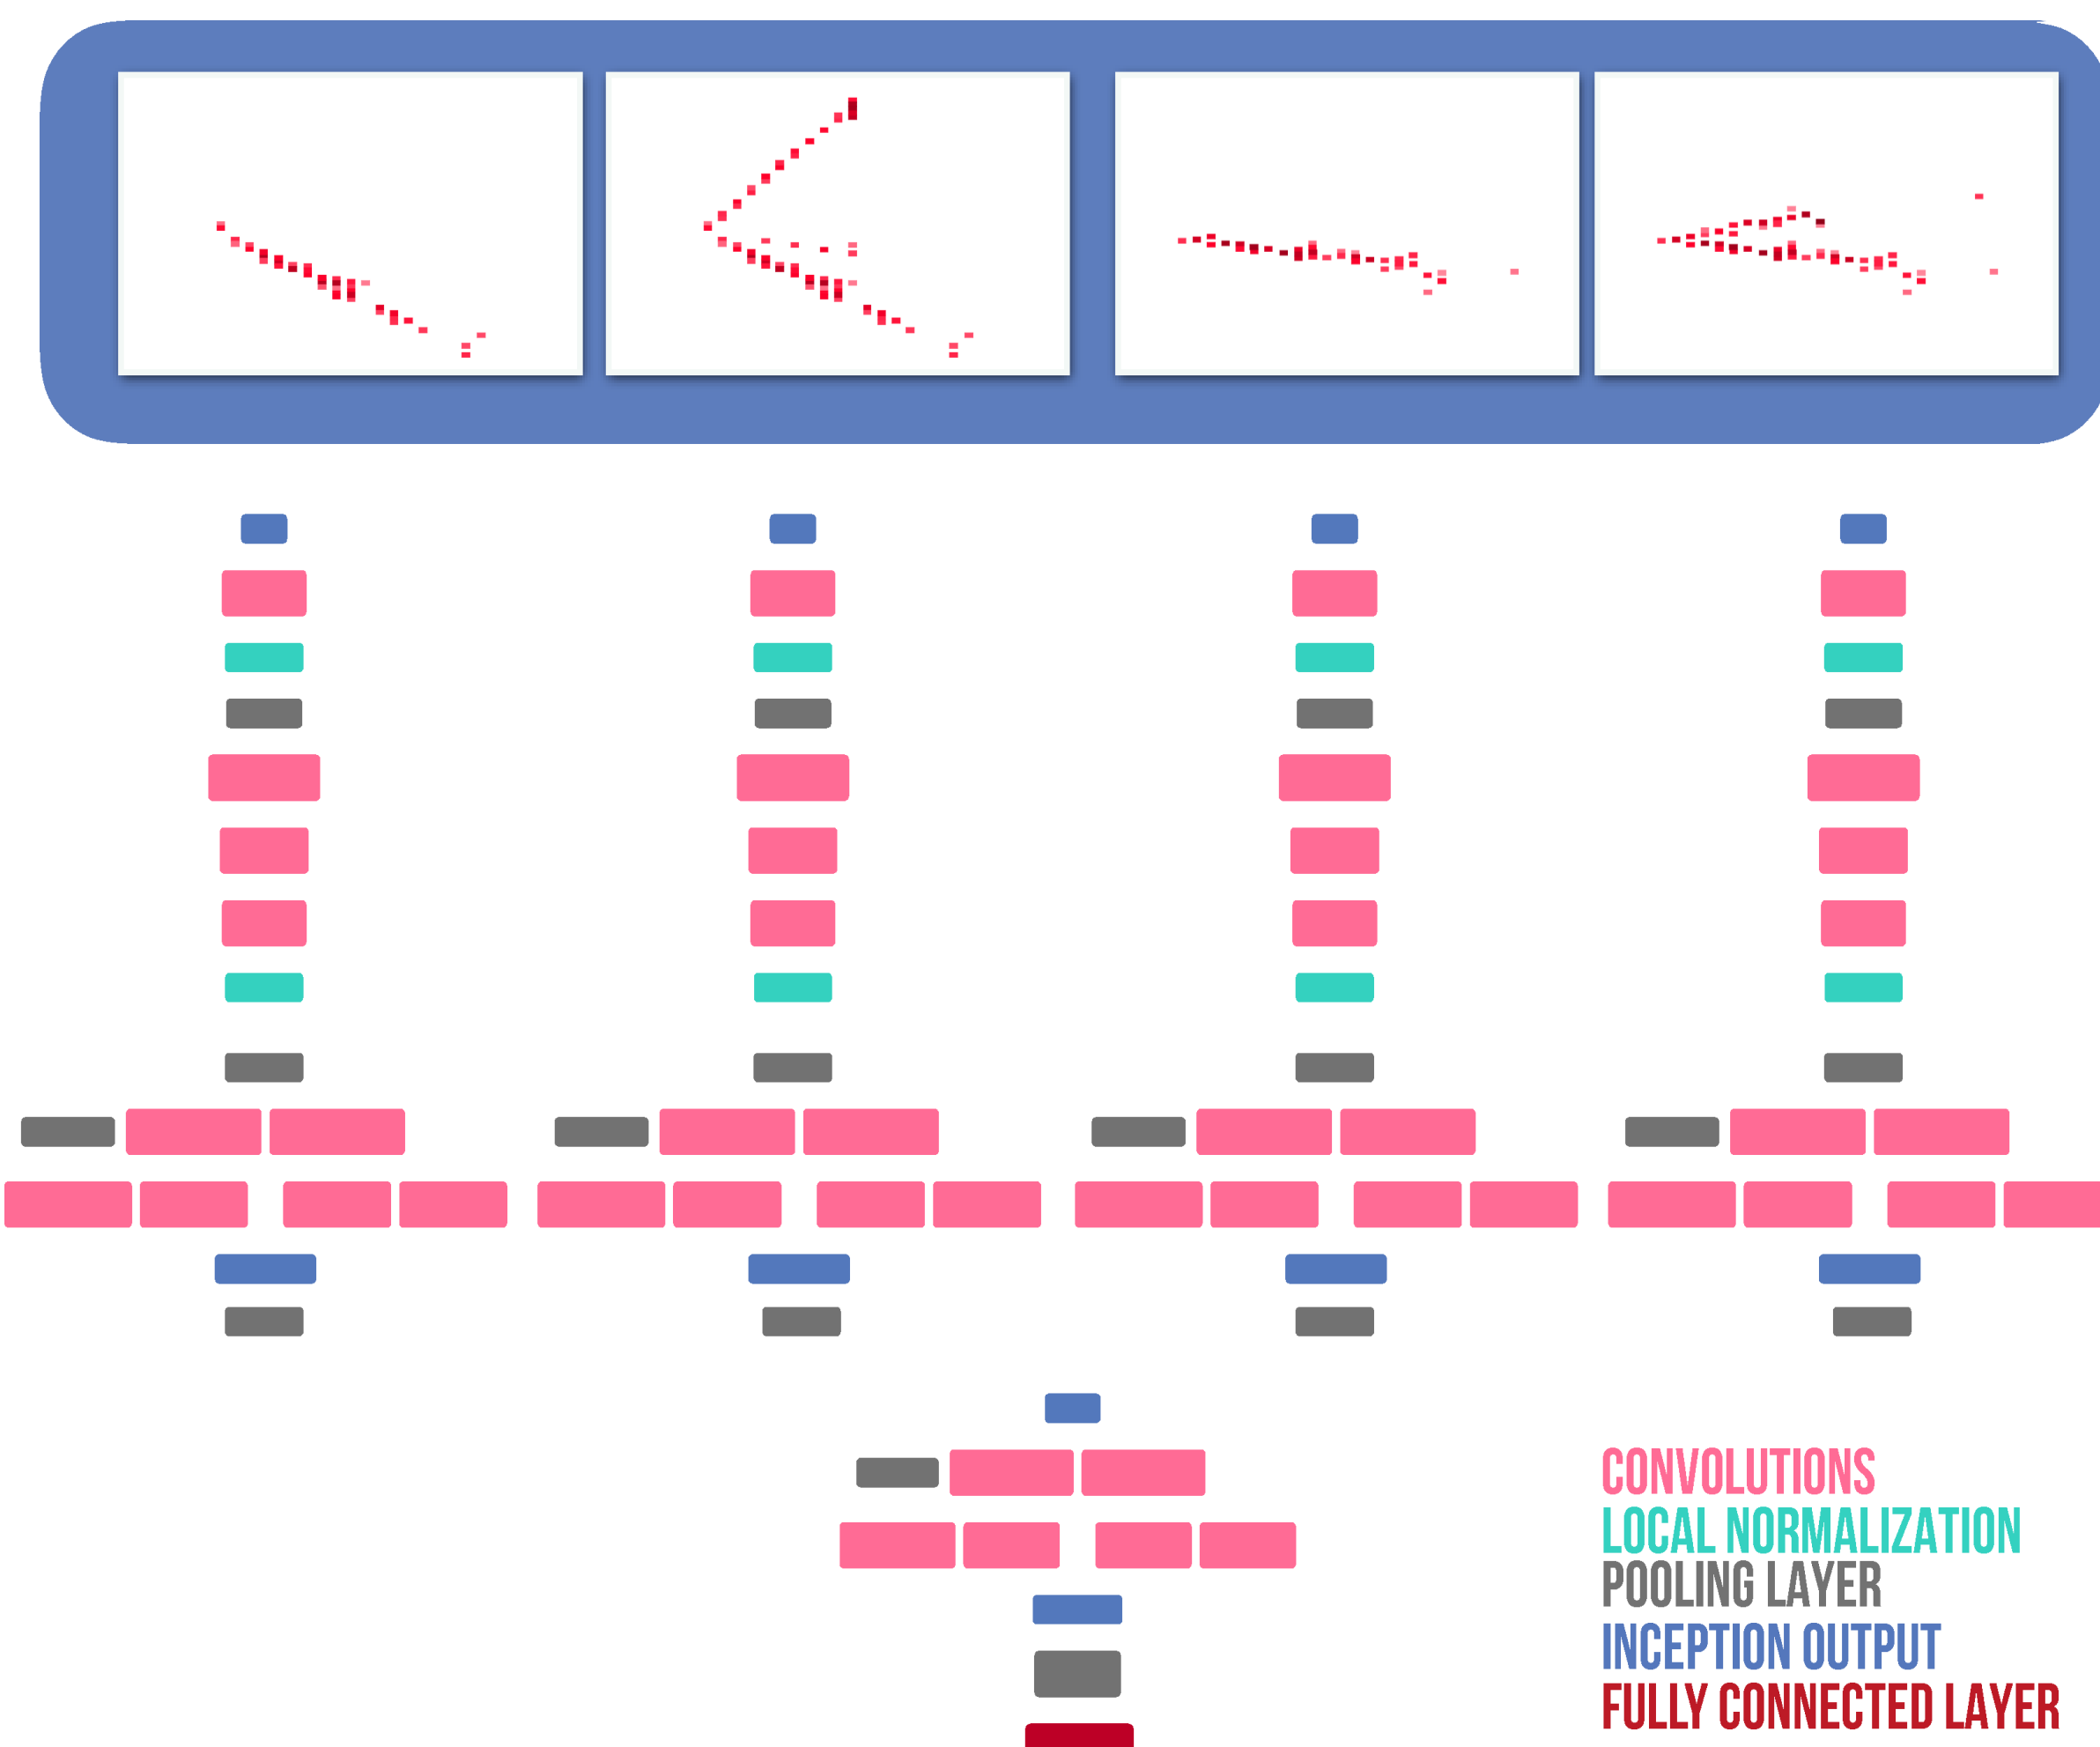 CONVOLUTIONS
LOCAL NORMALIZATION
POOLING LAYER
INCEPTION OUTPUT
FULLY CONNECTED LAYER